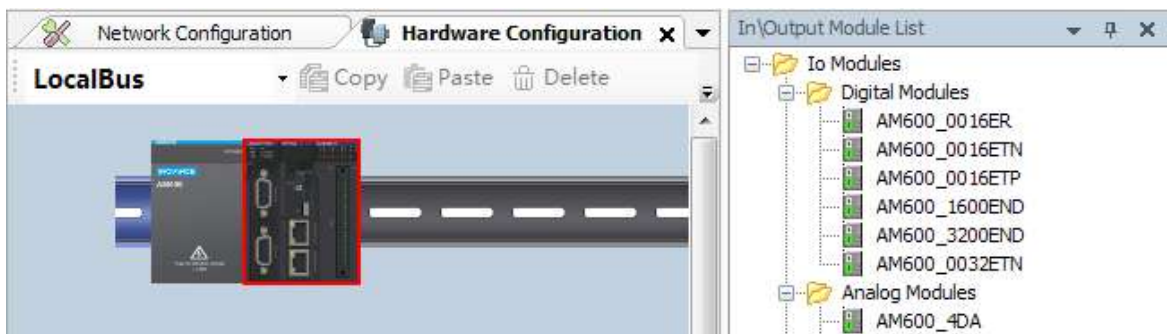 Network Configuration
Hardware Configuration
LocalBus
Copy
Paste
Delete
In\Output Module List
Io Modules
Digital Modules
AM600_0016ER
AM600_0016ETN
AM600_0016ETP
AM600_1600END
AM600_3200END
AM600_0032ETN
Analog Modules
AM600_4DA